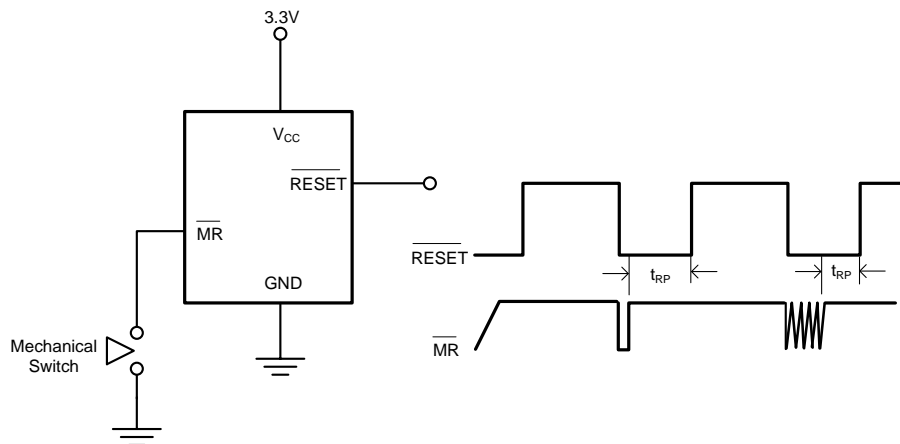 3.3V
VCC
RESET
MR
GND
Mechanical
Switch
RESET
tRP
tRP
MR